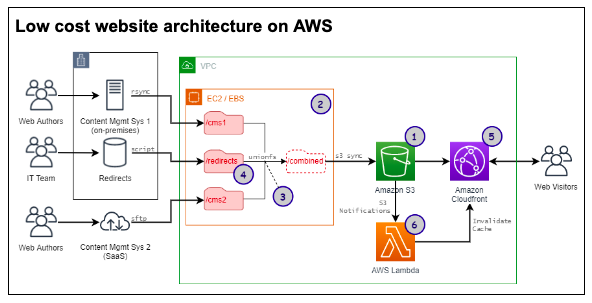 Low cost website architecture on AWS
VPC
EC2 / EBS
Web Authors
rsync
Content Mgmt Sys 1
(on-premises)
/cms1
2
1
5
IT Team
script
Redirects
/redirects
unionfs
/combined
s3 sync
Amazon S3
Amazon
Cloudfront
Web Visitors
4
3
Web Authors
sftp
Content Mgmt Sys 2
(SaaS)
/cms2
S3
Notifications
6
Invalidate
Cache
AWS Lambda